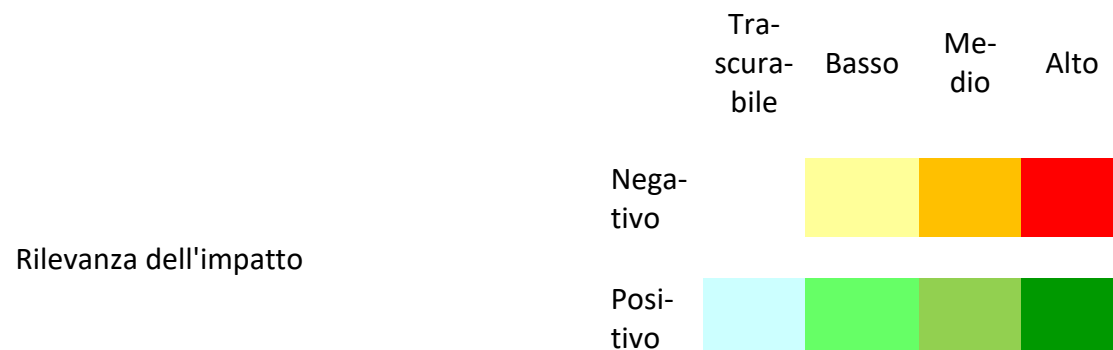 Tra-
scura-
bile
Basso
Me-
dio
Alto
Nega-
tivo
Rilevanza dell'impatto
Posi-
tivo